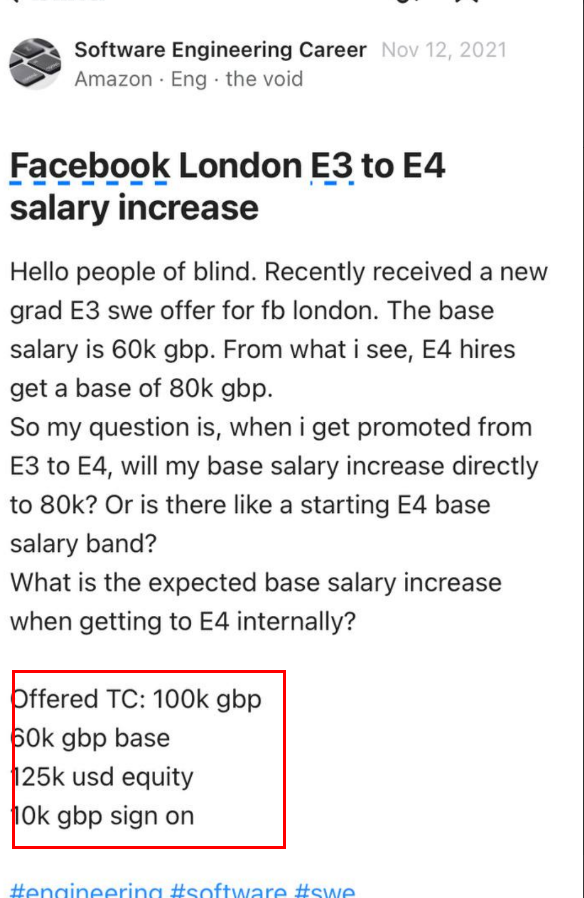 Software Engineering Career Nov 12, 2021
Amazon · Eng · the void
Facebook London E3 to E4
salary increase
Hello people of blind. Recently received a new
grad E3 swe offer for fb london. The base
salary is 60k gbp. From what i see, E4 hires
get a base of 80k gbp.
So my question is, when i get promoted from
E3 to E4, will my base salary increase directly
to 80k? Or is there like a starting E4 base
salary band?
What is the expected base salary increase
when getting to E4 internally?
Offered TC: 100k gbp
60k gbp base
125k usd equity
10k gbp sign on
#engineering #software #swe